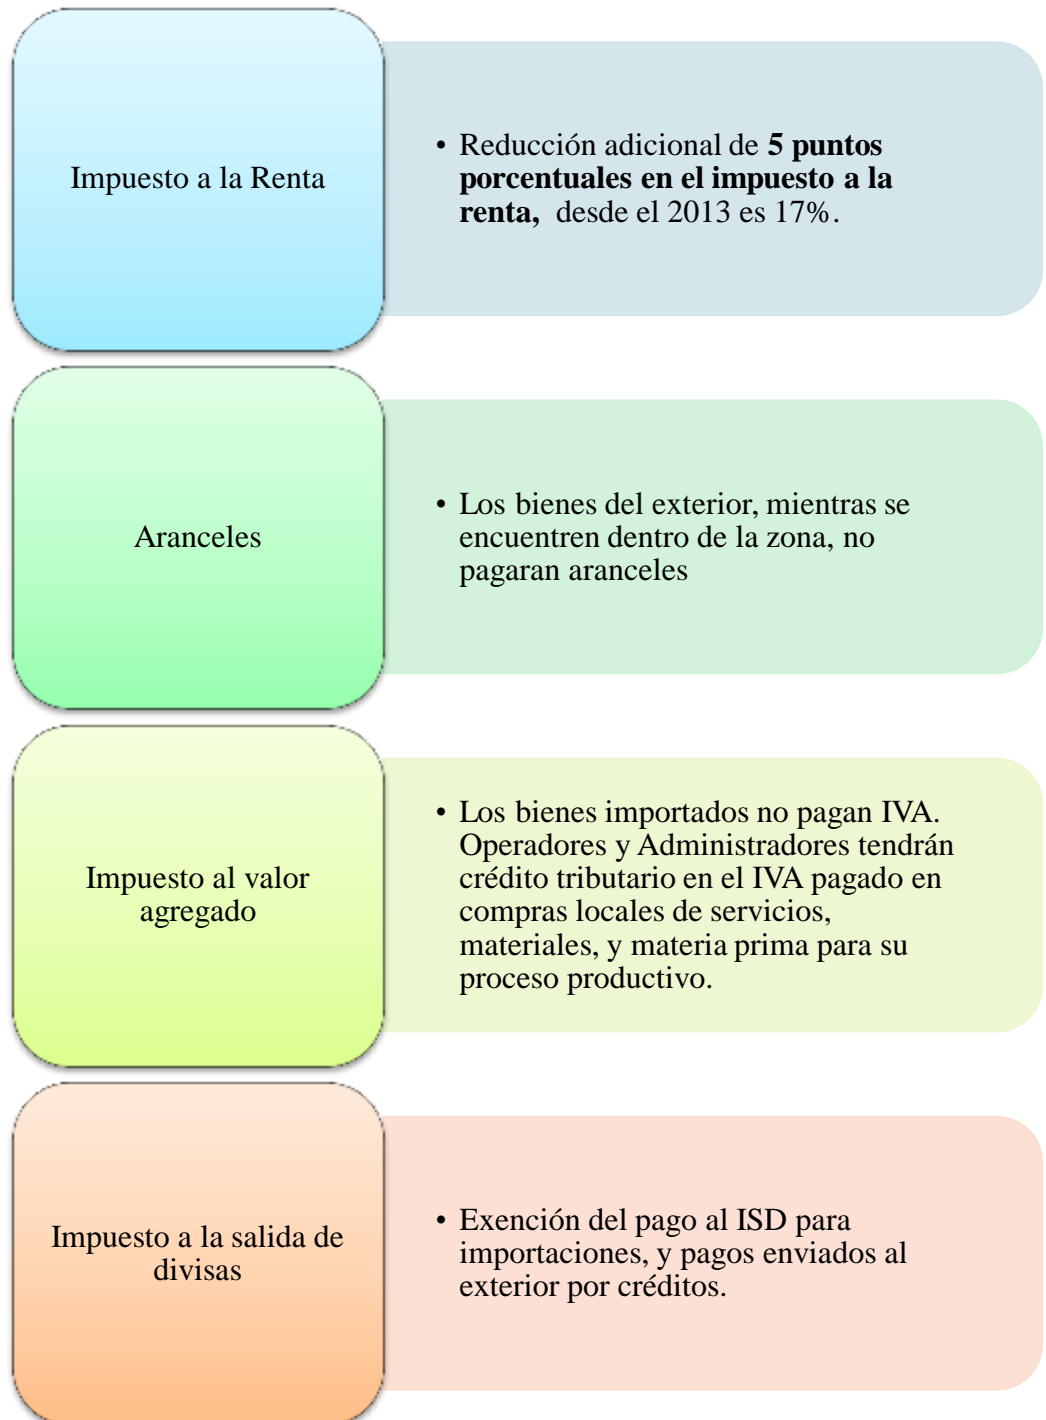 Impuesto a la Renta
• Reducción adicional de 5 puntos
porcentuales en el impuesto a la
renta, desde el 2013 es 17%.
Aranceles
• Los bienes del exterior, mientras se
encuentren dentro de la zona, no
pagaran aranceles
Impuesto al valor
agregado
• Los bienes importados no pagan IVA.
Operadores y Administradores tendrán
crédito tributario en el IVA pagado en
compras locales de servicios,
materiales, y materia prima para su
proceso productivo.
Impuesto a la salida de
divisas
• Exención del pago al ISD para
importaciones, y pagos enviados al
exterior por créditos.